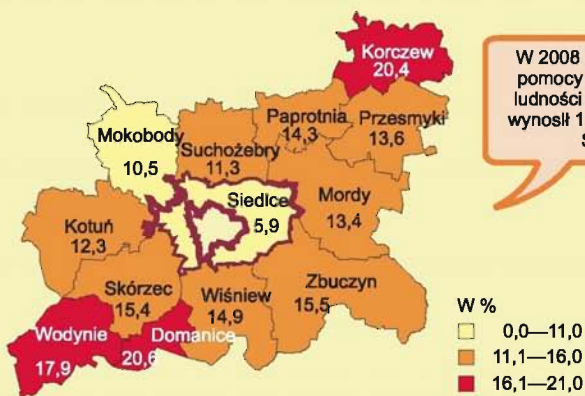 Korczew
20,4
W 2008
pomocy
ludności
wynosił 1
S
Paprotnia
14,3
Przesmyki
13,6
Mokobody
10,5
Suchożebry
11,3
Siedlce
5,9
Mordy
13,4
Kotuń
12,3
Skórzec
15,4
Wiśniew
14,9
Zbuczyn
15,5
Wodynie
17,9
Domanice
20,6
W %
0,0—11,0
11,1—16,0
16,1—21,0